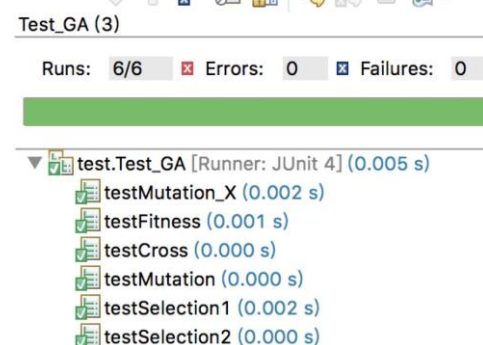 Test_GA (3)
Runs: 6/6 Errors: 0 Failures: 0
test.Test_GA [Runner: JUnit 4] (0.005 s)
testMutation_X (0.002 s)
testFitness (0.001 s)
testCross (0.000 s)
testMutation (0.000 s)
testSelection1 (0.002 s)
testSelection2 (0.000 s)